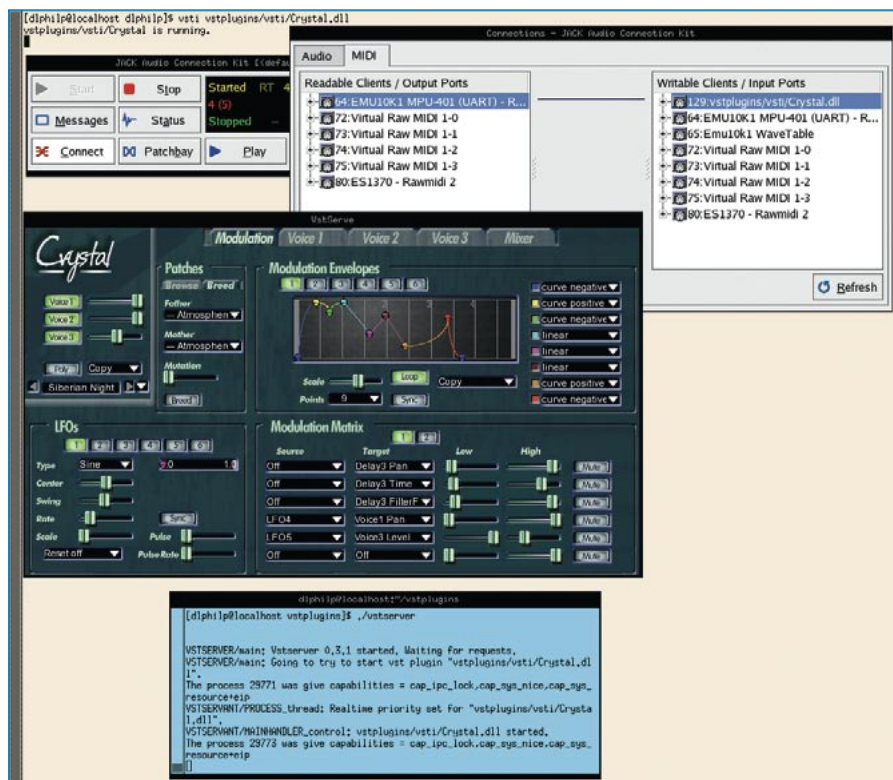 [dlphilp@localhost dlphilp]$ vsti vstplugins/vsti/Crystal.dll
vstplugins/vsti/Crystal is running.
JACK Audio Connection Kit [(defau
Start
Stop
Started RT 4
4 (5)
Stopped --
Messages
Status
Connect
Patchbay
Play
Connections - JACK Audio Connection Kit
Audio
MIDI
Readable Clients / Output Ports
64:EMU10K1 MPU-401 (UART) - R...
72:Virtual Raw MIDI 1-0
73:Virtual Raw MIDI 1-1
74:Virtual Raw MIDI 1-2
75:Virtual Raw MIDI 1-3
80:ES1370 - Rawmidi 2
Writable Clients / Input Ports
129:vstplugins/vsti/Crystal.dll
64:EMU10K1 MPU-401 (UART) - R...
65:Emu10k1 WaveTable
72:Virtual Raw MIDI 1-0
73:Virtual Raw MIDI 1-1
74:Virtual Raw MIDI 1-2
75:Virtual Raw MIDI 1-3
80:ES1370 - Rawmidi 2
Refresh
VstServe
Crystal
Modulation
Voice 1
Voice 2
Voice 3
Mixer
Voice 1
Voice 2
Voice 3
Poly
Copy
Siberian Night
Patches
Browse
Breed
Father
-- Atmospher
Mother
-- Atmospher
Mutation
Breed
Modulation Envelopes
1 2 3 4 5 6
curve negative
curve positive
curve negative
linear
linear
linear
curve positive
curve negative
Scale
Loop
Copy
Points
9
Sync
LFOs
1 2 3 4 5 6
Type
Sine
0
1.0
Center
Swing
Rate
Sync
Scale
Pulse
Reset off
Pulse Rate
Modulation Matrix
1 2
Source Target Low High
Off Delay3 Pan Mute
Off Delay3 Time Mute
Off Delay3 FilterF Mute
LFO4 Voice1 Pan Mute
LFO5 Voice3 Level Mute
Off Off Mute
dlphilp@localhost:~/vstplugins
[dlphilp@localhost vstplugins]$ ./vstserver
VSTSERVER/main: Vstserver 0.3.1 started, Waiting for requests.
VSTSERVER/main: Going to try to start vst plugin "vstplugins/vsti/Crystal.dl
l".
The process 29771 was give capabilities = cap_ipc_lock,cap_sys_nice,cap_sys_
resource+eip
VSTSERVANT/PROCESS_thread: Realtime priority set for "vstplugins/vsti/Crysta
l.dll".
VSTSERVANT/MAINHANDLER_control: vstplugins/vsti/Crystal.dll started.
The process 29773 was give capabilities = cap_ipc_lock,cap_sys_nice,cap_sys_
resource+eip